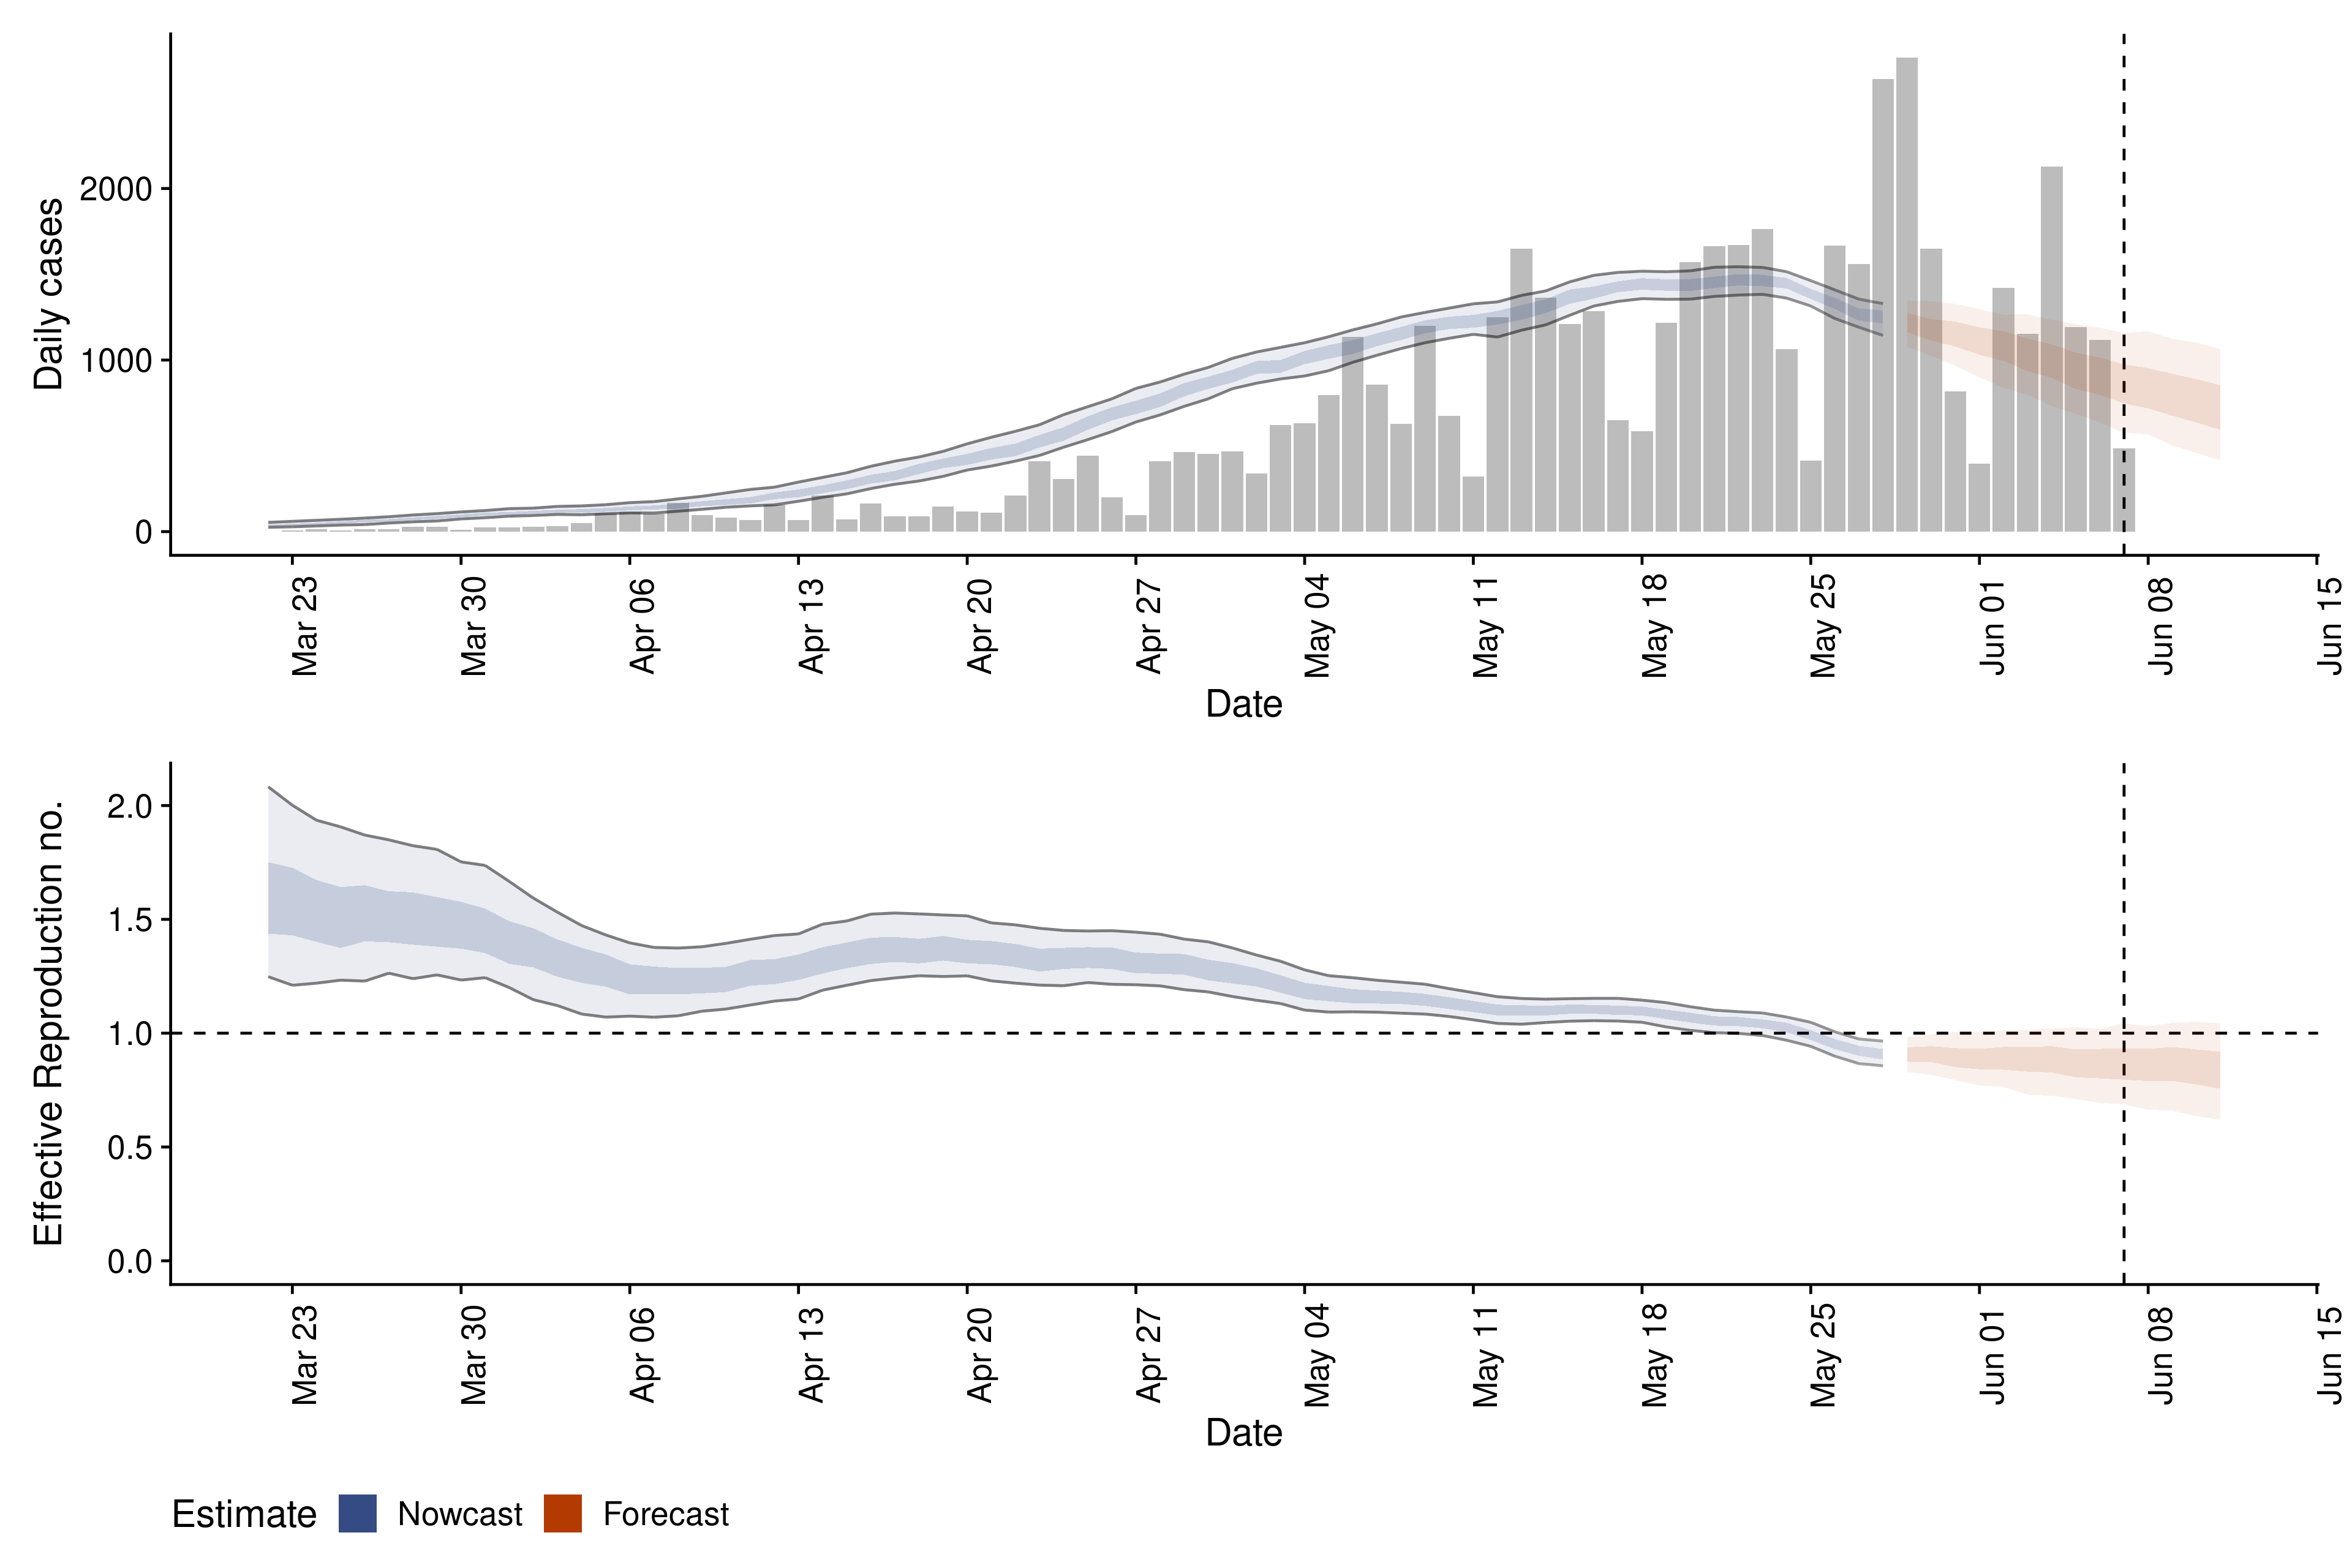 Daily cases
2000
1000
0
Mar 23
Mar 30
Apr 06
Apr 13
Apr 20
Apr 27
May 04
May 11
May 18
May 25
Jun 01
Jun 08
Jun 15
Date
Effective Reproduction no.
2.0
1.5
1.0
0.5
0.0
Mar 23
Mar 30
Apr 06
Apr 13
Apr 20
Apr 27
May 04
May 11
May 18
May 25
Jun 01
Jun 08
Jun 15
Date
Estimate Nowcast Forecast